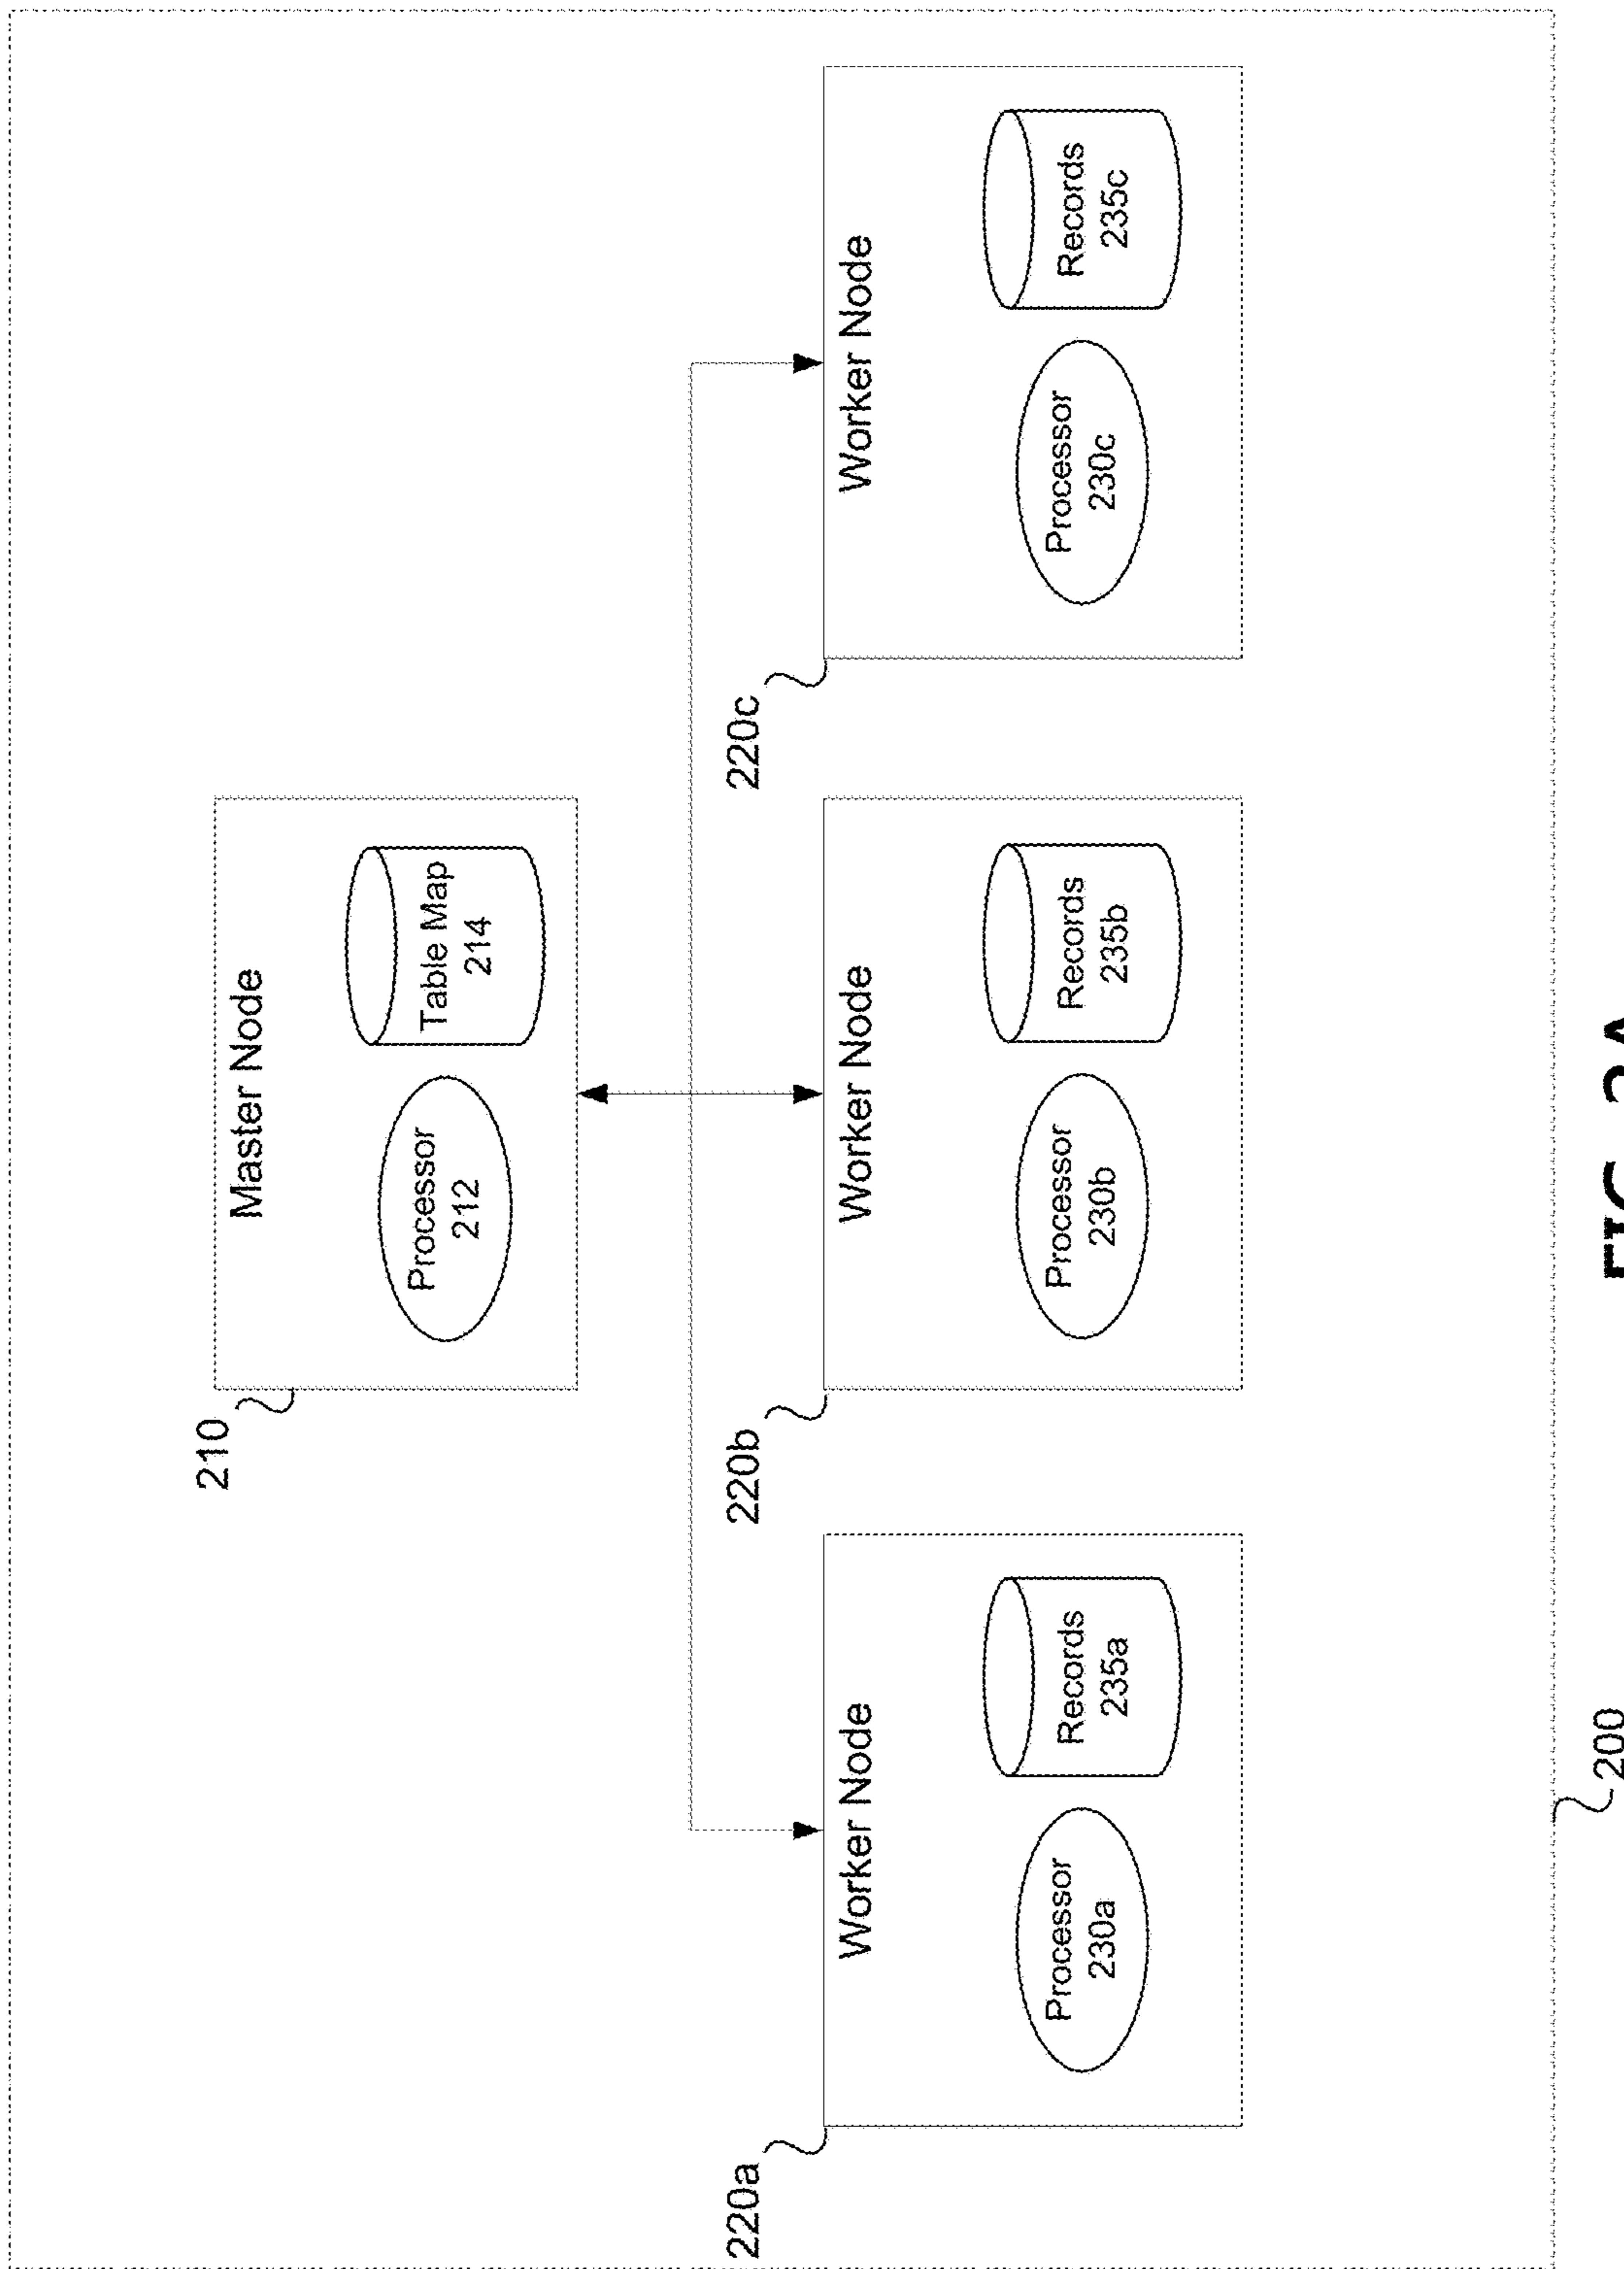 210
Master Node
Processor
212
Table Map
214
220a
Worker Node
Processor
230a
Records
235a
220b
Worker Node
Processor
230b
Records
235b
220c
Worker Node
Processor
230c
Records
235c
200